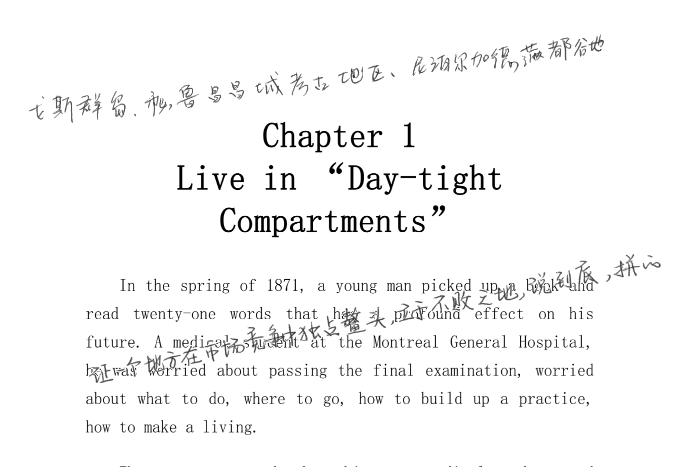 戈斯群岛、秘鲁昌昌城考古地区、尼泊尔加德满都谷地
Chapter 1
Live in “Day-tight
Compartments”
In the spring of 1871, a young man picked up a book and
read twenty-one words that had a profound effect on his
证一个地方在市场竞争中独占鳌头,立于不败之地,说到底,拼的
future. A medical student at the Montreal General Hospital,
he was worried about passing the final examination, worried
about what to do, where to go, how to build up a practice,
how to make a living.